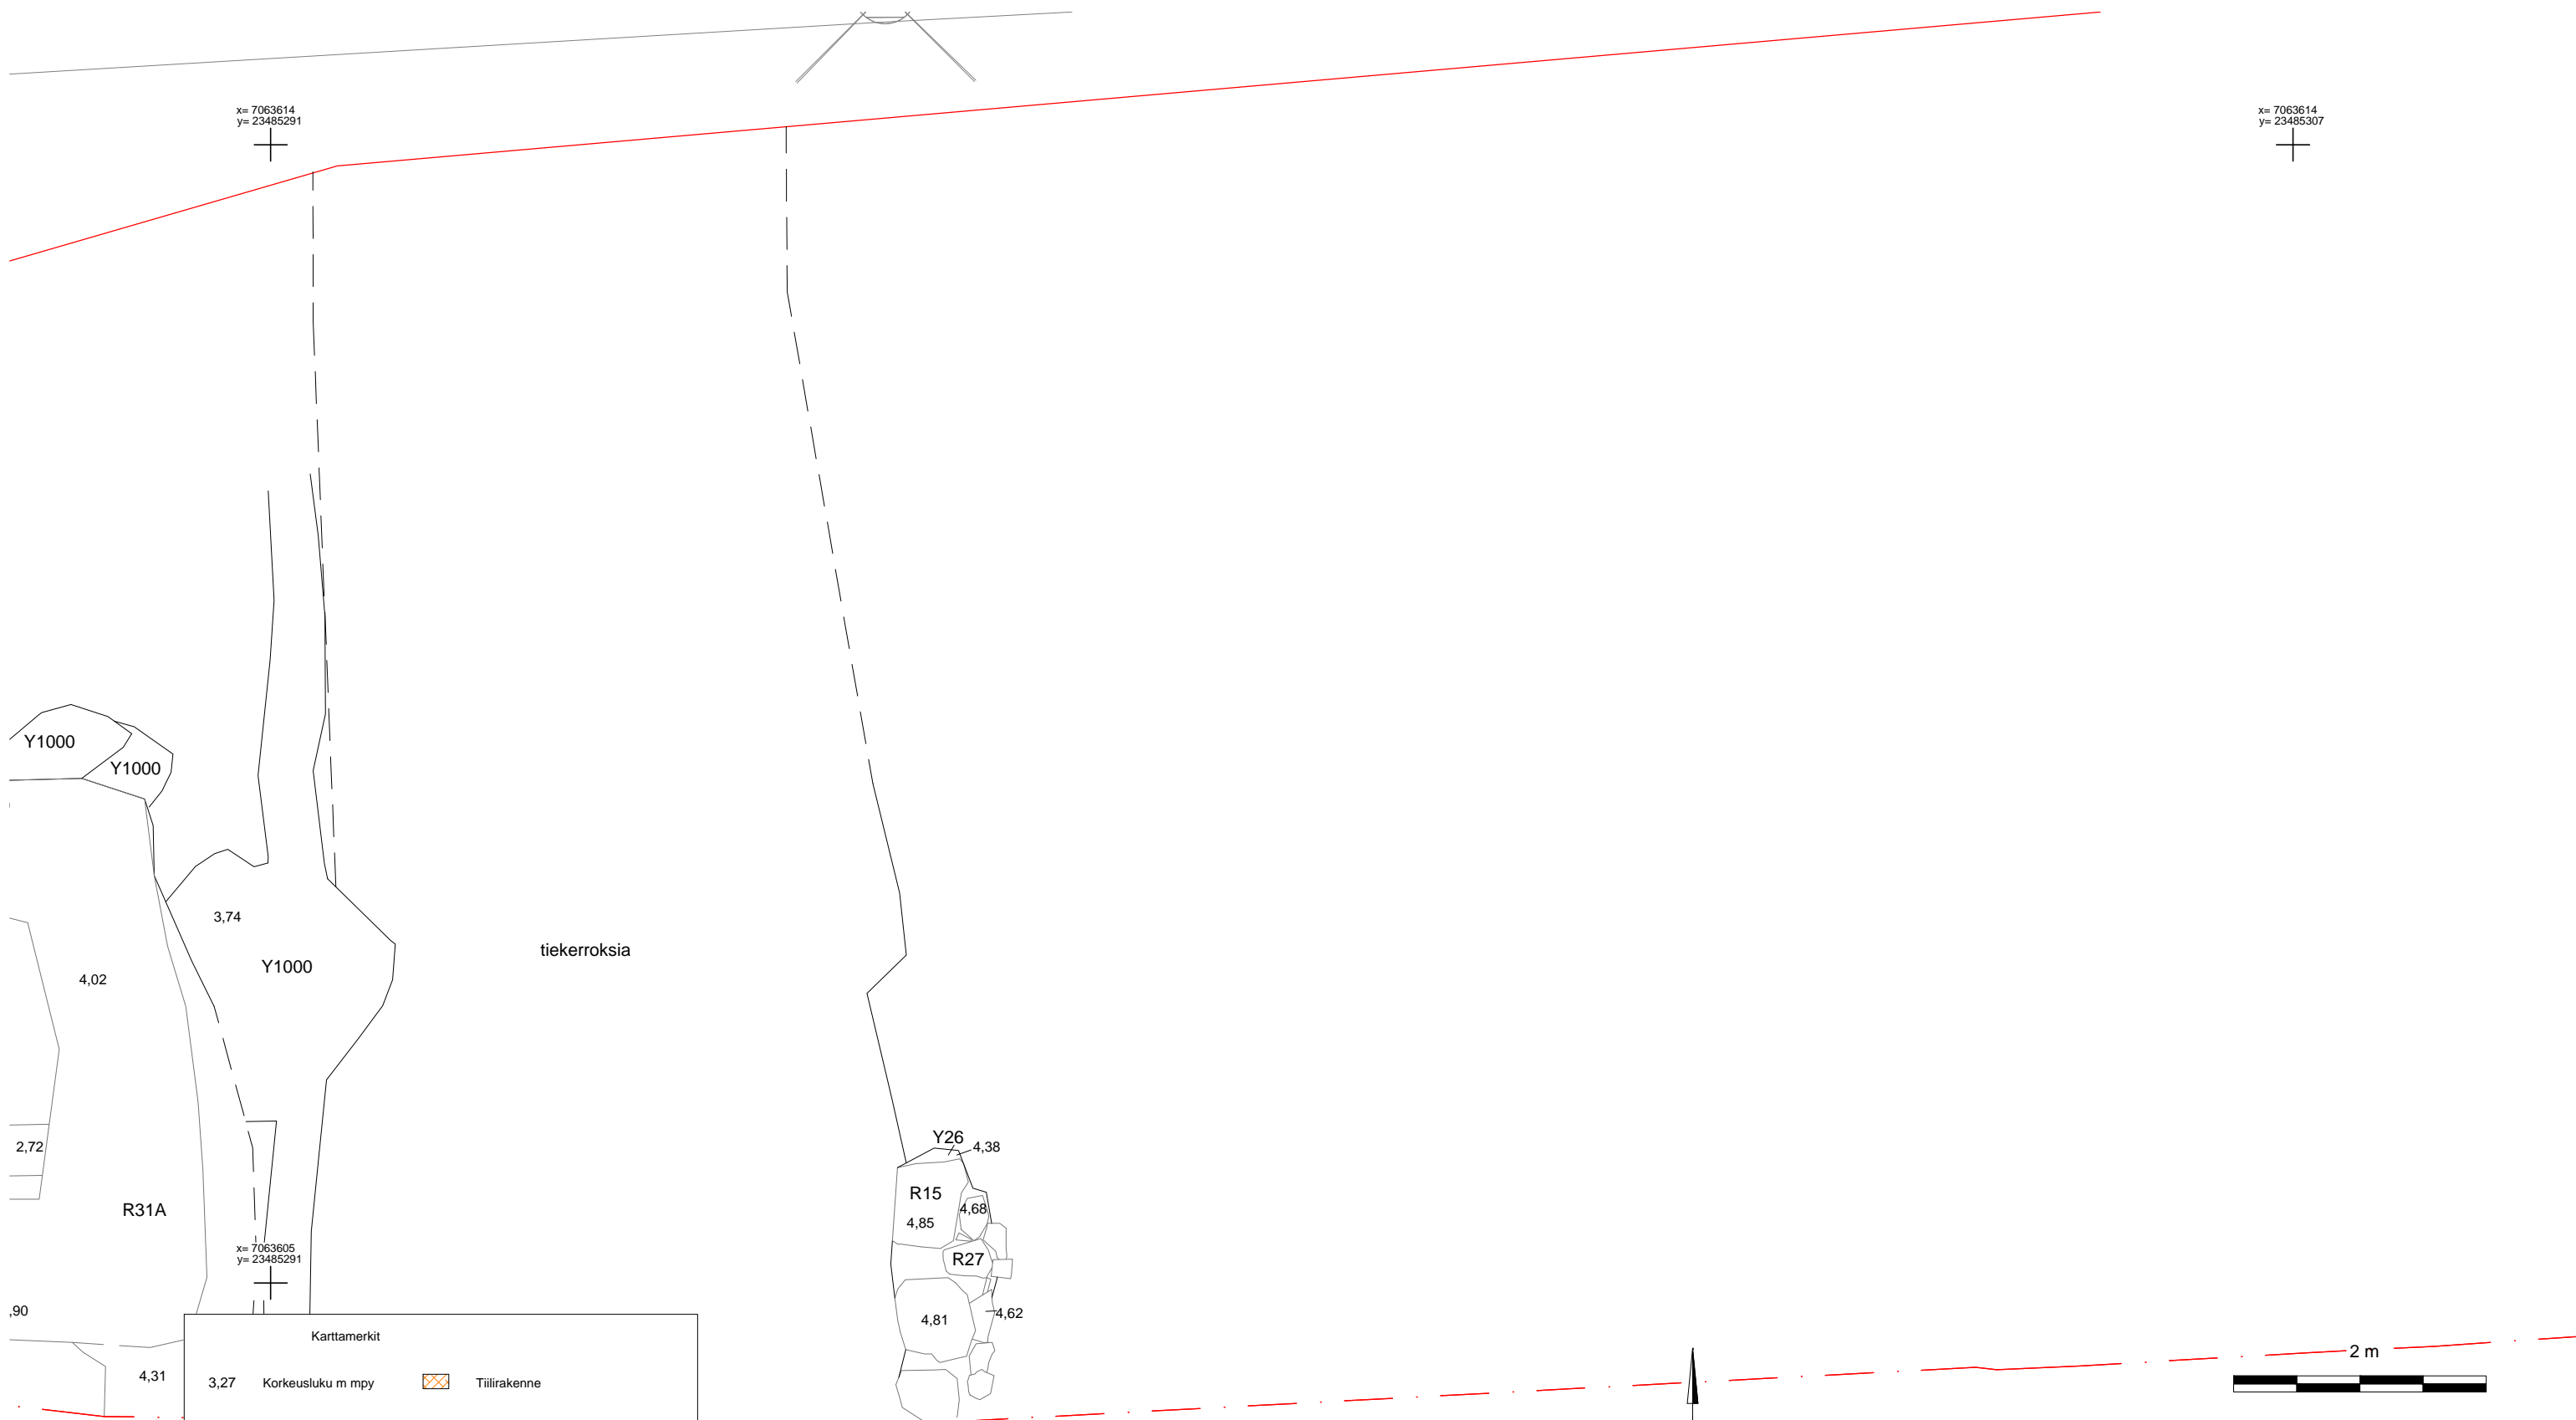 x= 7063614
y= 23485291
x= 7063614
y= 23485307
Y1000
Y1000
3,74
Y1000
tiekerroksia
4,02
Y26
4,38
2,72
R15
4,85
4,68
R31A
x= 7063605
y= 23485291
R27
,90
4,81
4,62
Karttamerkit
2 m
4,31
3,27 Korkeusluku m mpy Tiilirakenne